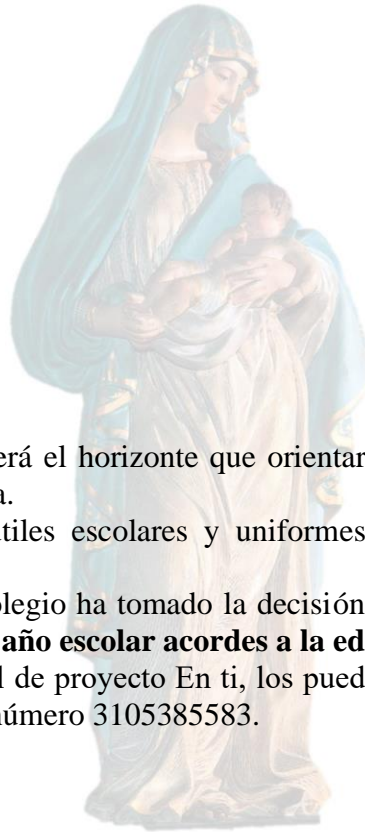 erá el horizonte que orientar
a.
útiles escolares y uniformes
olegio ha tomado la decisión
año escolar acordes a la ed
l de proyecto En ti, los pued
número 3105385583.